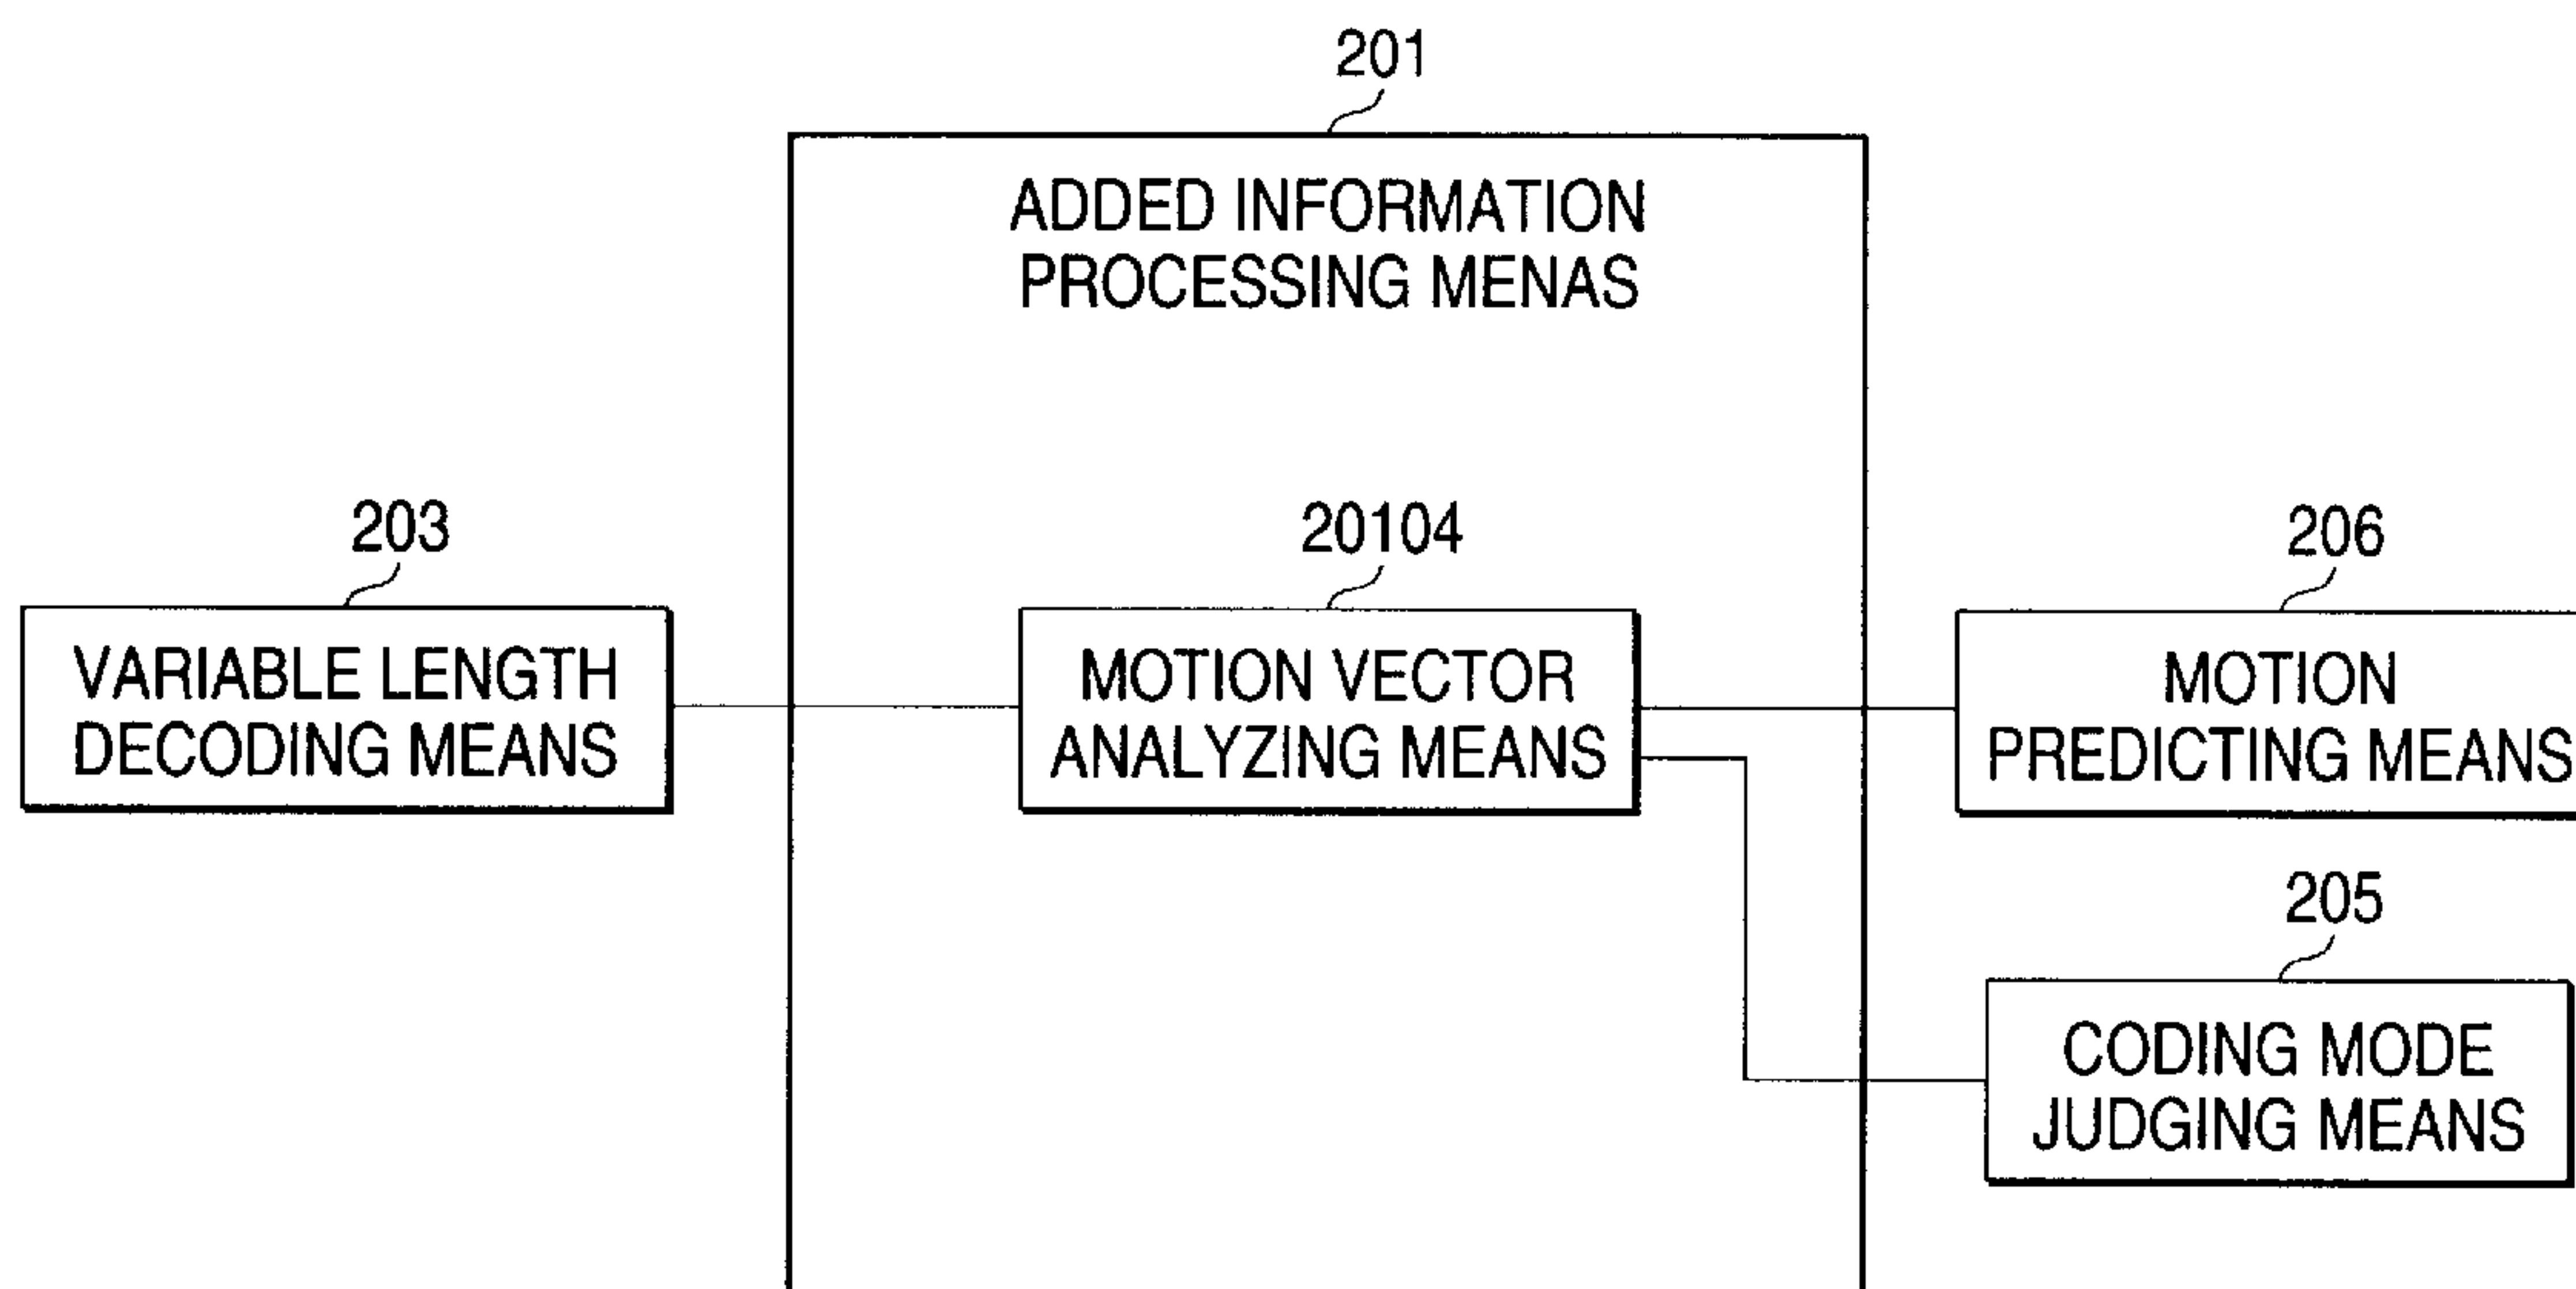 201
ADDED INFORMATION
PROCESSING MENAS
203
VARIABLE LENGTH
DECODING MEANS
20104
MOTION VECTOR
ANALYZING MEANS
206
MOTION
PREDICTING MEANS
205
CODING MODE
JUDGING MEANS